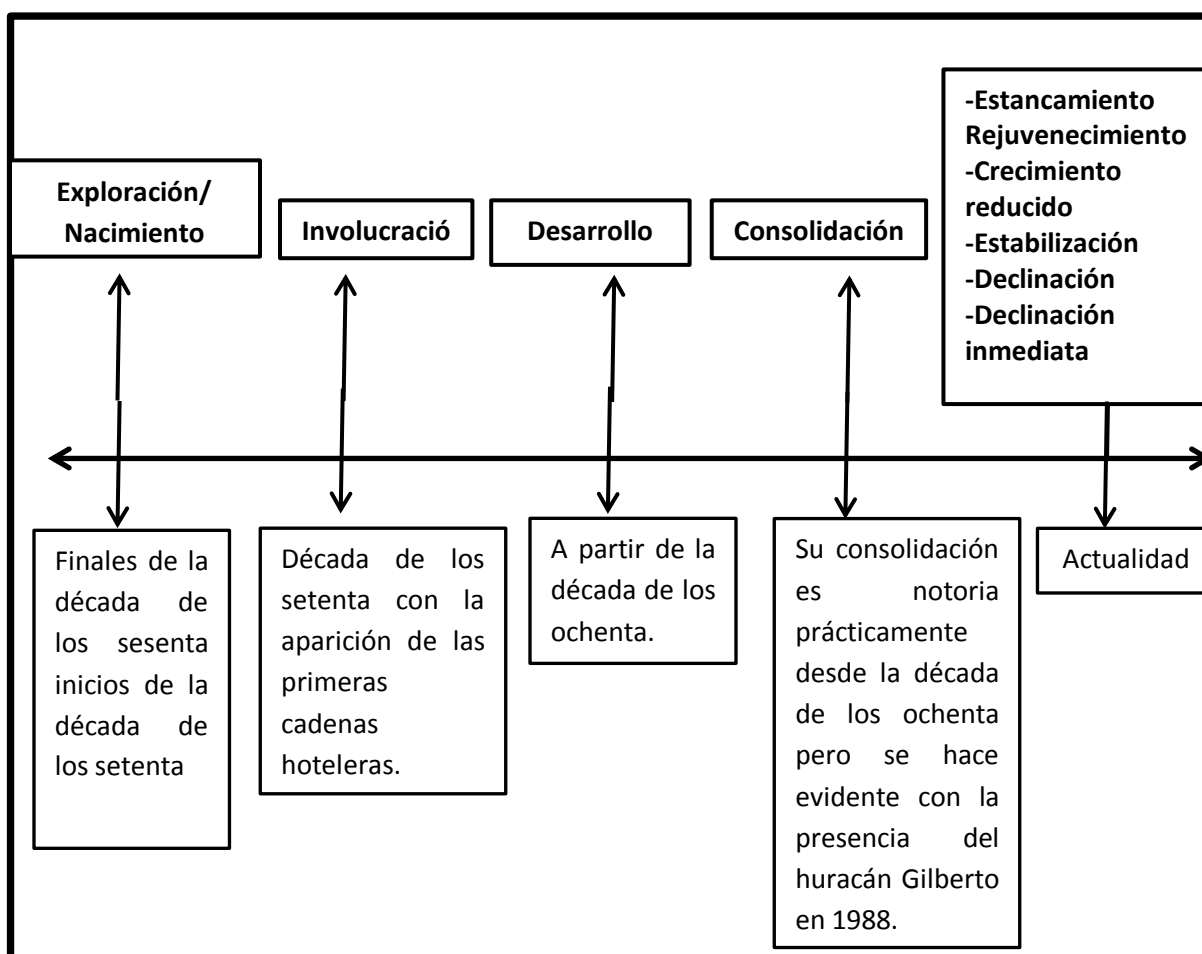 Exploración/
Nacimiento
Involucració
Desarrollo
Consolidación
-Estancamiento
Rejuvenecimiento
-Crecimiento
reducido
-Estabilización
-Declinación
-Declinación
inmediata
Finales de la
década de
los sesenta
inicios de la
década de
los setenta
Década de los
setenta con la
aparición de las
primeras
cadenas
hoteleras.
A partir de la
década de los
ochenta.
Su consolidación
es notoria
prácticamente
desde la década
de los ochenta
pero se hace
evidente con la
presencia del
huracán Gilberto
en 1988.
Actualidad